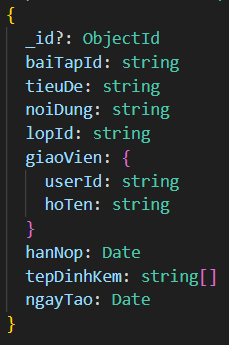 {
  _id?: ObjectId
  baiTapId: string
  tieuDe: string
  noiDung: string
  lopId: string
  giaoVien: {
    userId: string
    hoTen: string
  }
  hanNop: Date
  tepDinhKem: string[]
  ngayTao: Date
}